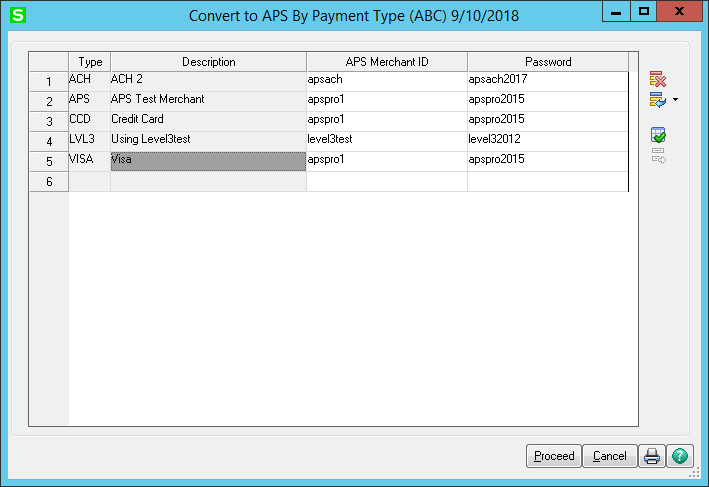 S Convert to APS By Payment Type (ABC) 9/10/2018 X
Type Description APS Merchant ID Password
1 ACH ACH 2 apsach apsach2017
2 APS APS Test Merchant apspro1 apspro2015
3 CCD Credit Card apspro1 apspro2015
4 LVL3 Using Level3test level3test level32012
5 VISA Visa apspro1 apspro2015
6
Proceed Cancel ?